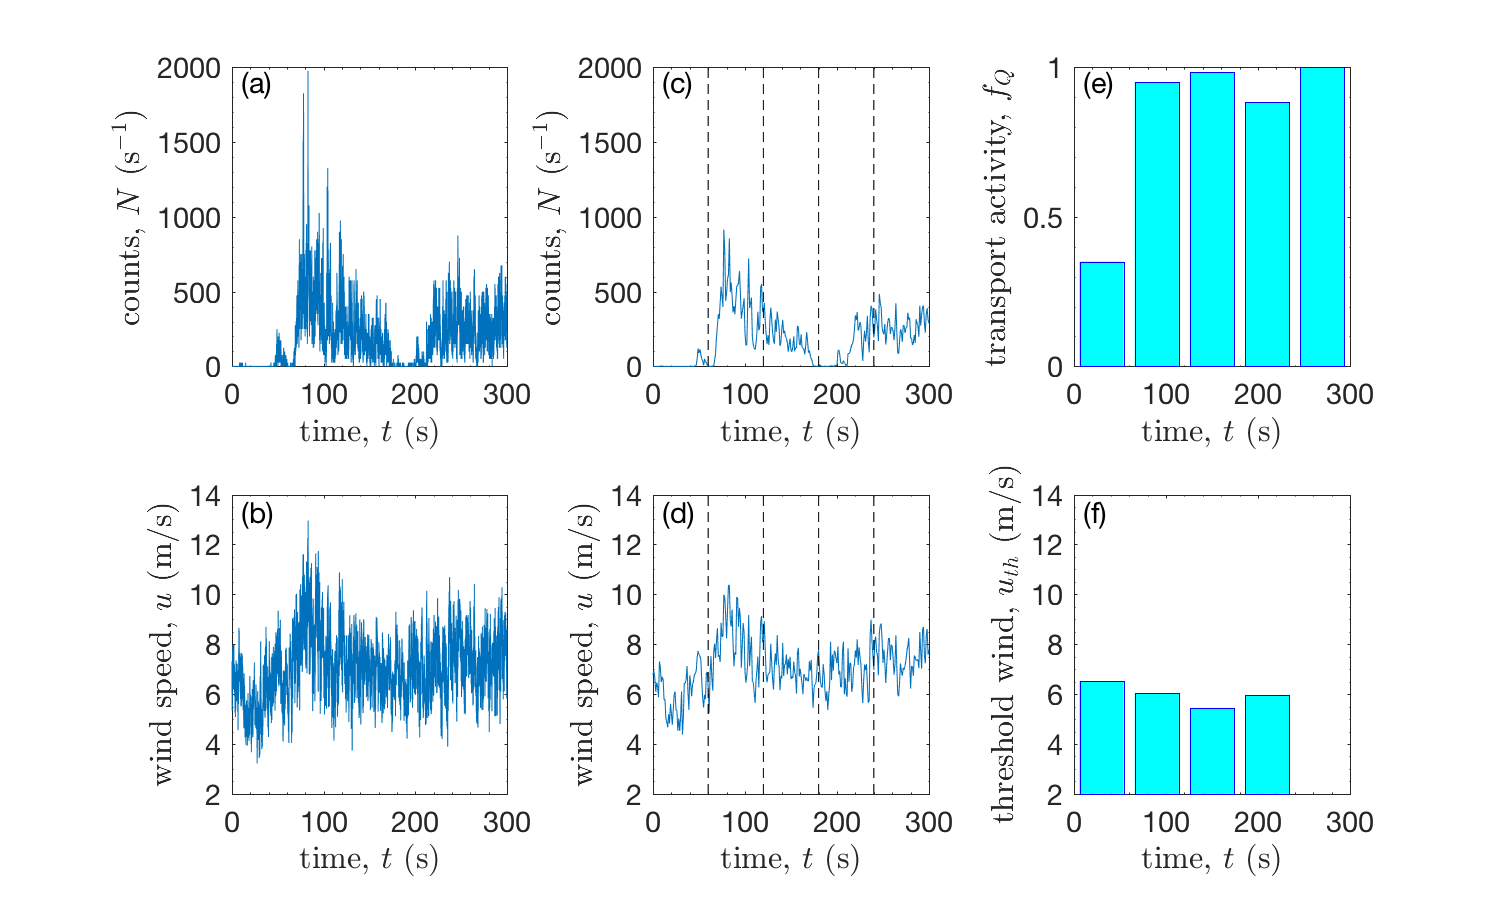 (a)
counts, N (s⁻¹)
2000
1500
1000
500
0
0 100 200 300
time, t (s)
(c)
counts, N (s⁻¹)
2000
1500
1000
500
0
0 100 200 300
time, t (s)
(e)
transport activity, f_Q
1
0.5
0
0 100 200 300
time, t (s)
(b)
wind speed, u (m/s)
14
12
10
8
6
4
2
0 100 200 300
time, t (s)
(d)
wind speed, u (m/s)
14
12
10
8
6
4
2
0 100 200 300
time, t (s)
(f)
threshold wind, u_th (m/s)
14
12
10
8
6
4
2
0 100 200 300
time, t (s)